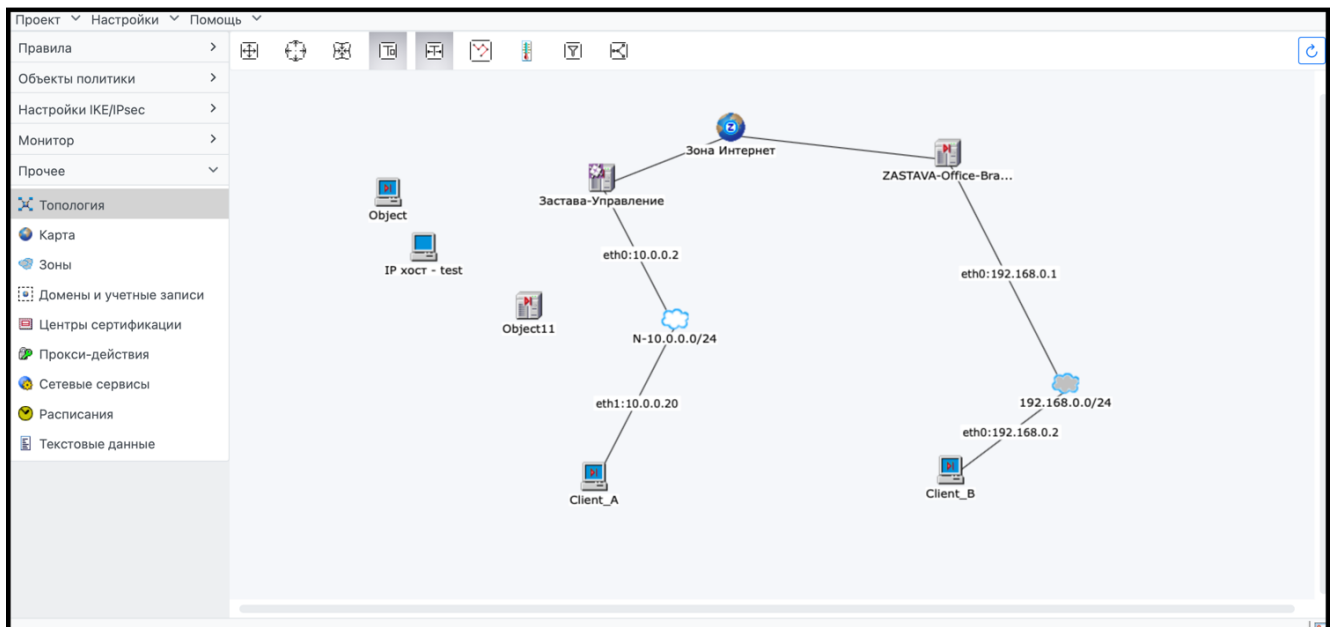 Проект Настройки Помощь
Правила
Объекты политики
Настройки IKE/IPsec
Монитор
Прочее
Топология
Карта
Зоны
Домены и учетные записи
Центры сертификации
Прокси-действия
Сетевые сервисы
Расписания
Текстовые данные
Зона Интернет
ZASTAVA-Office-Bra...
Застава-Управление
Object
eth0:10.0.0.2
IP хост - test
eth0:192.168.0.1
Object11
N-10.0.0.0/24
192.168.0.0/24
eth1:10.0.0.20
eth0:192.168.0.2
Client_A
Client_B